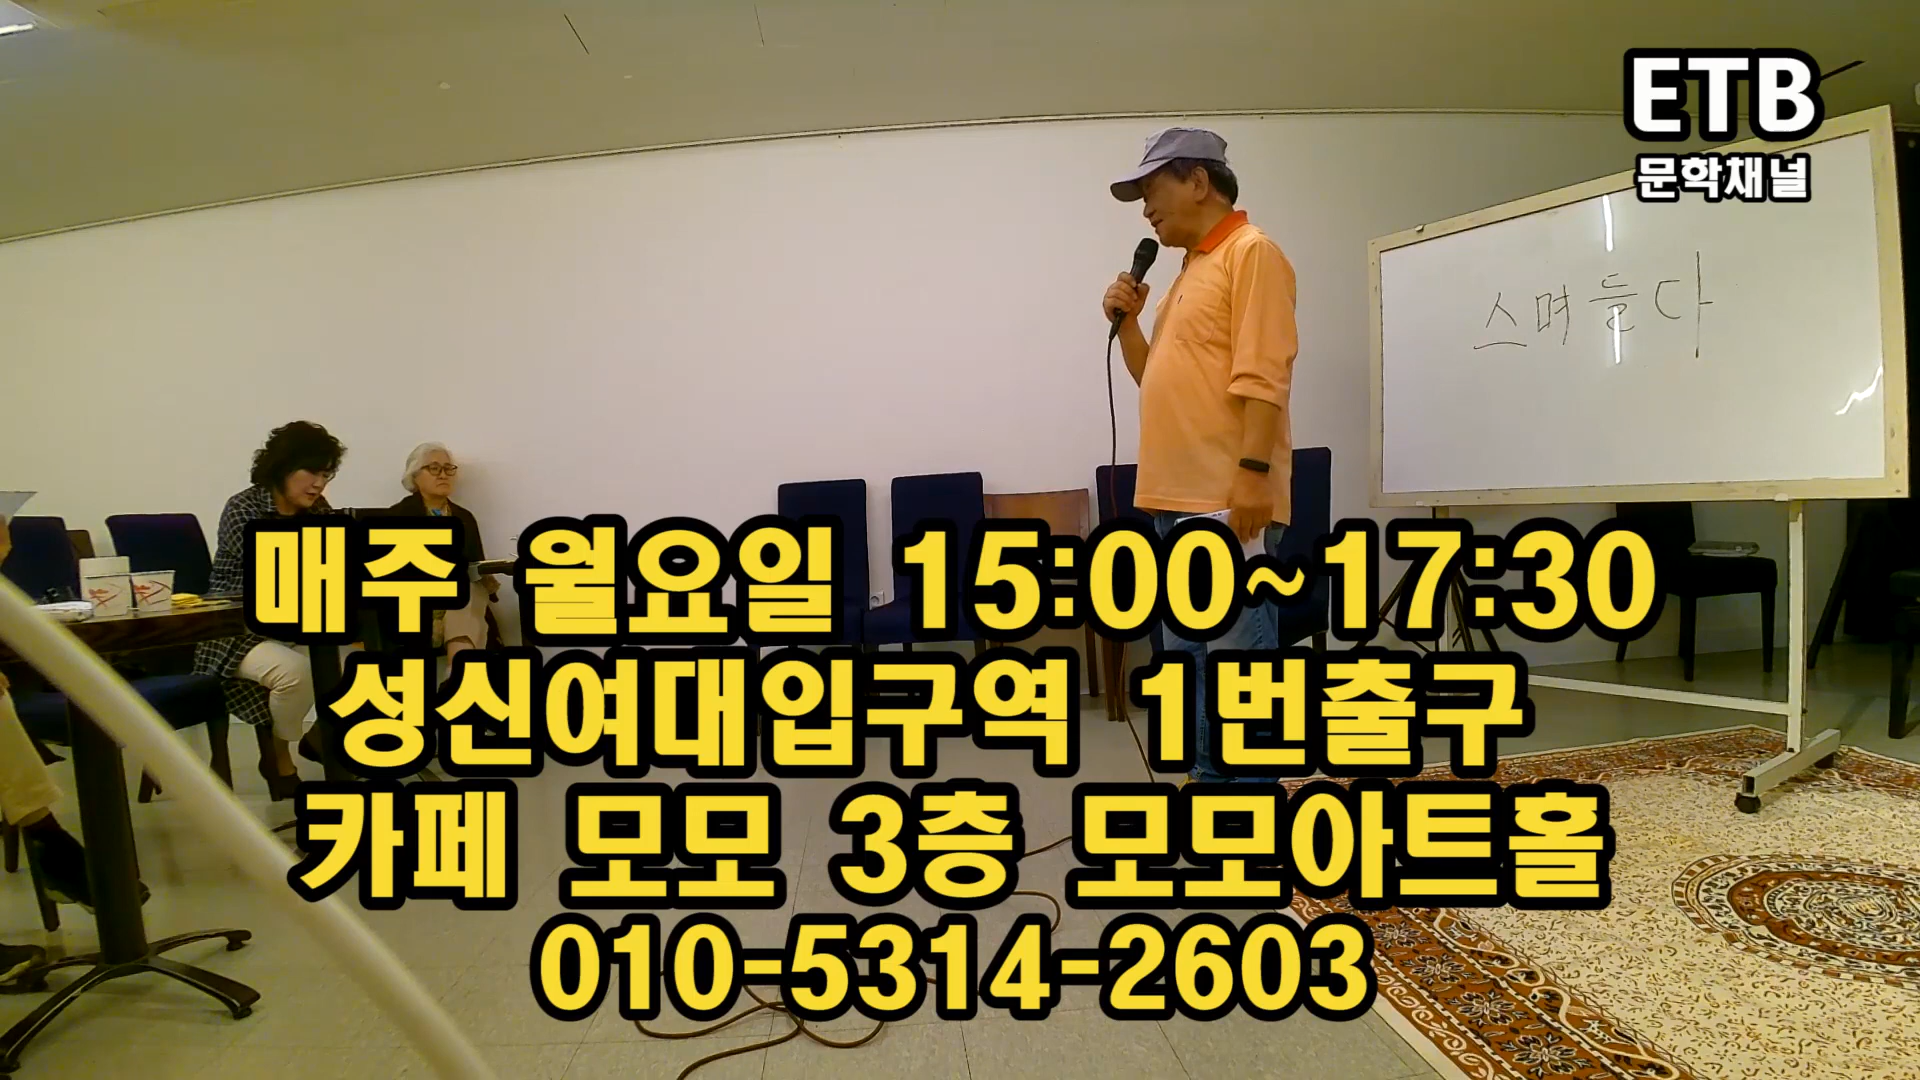 ETB
문학채널
스며들다
매주 월요일 15:00~17:30
성신여대입구역 1번출구
카페 모모 3층 모모아트홀
010-5314-2603